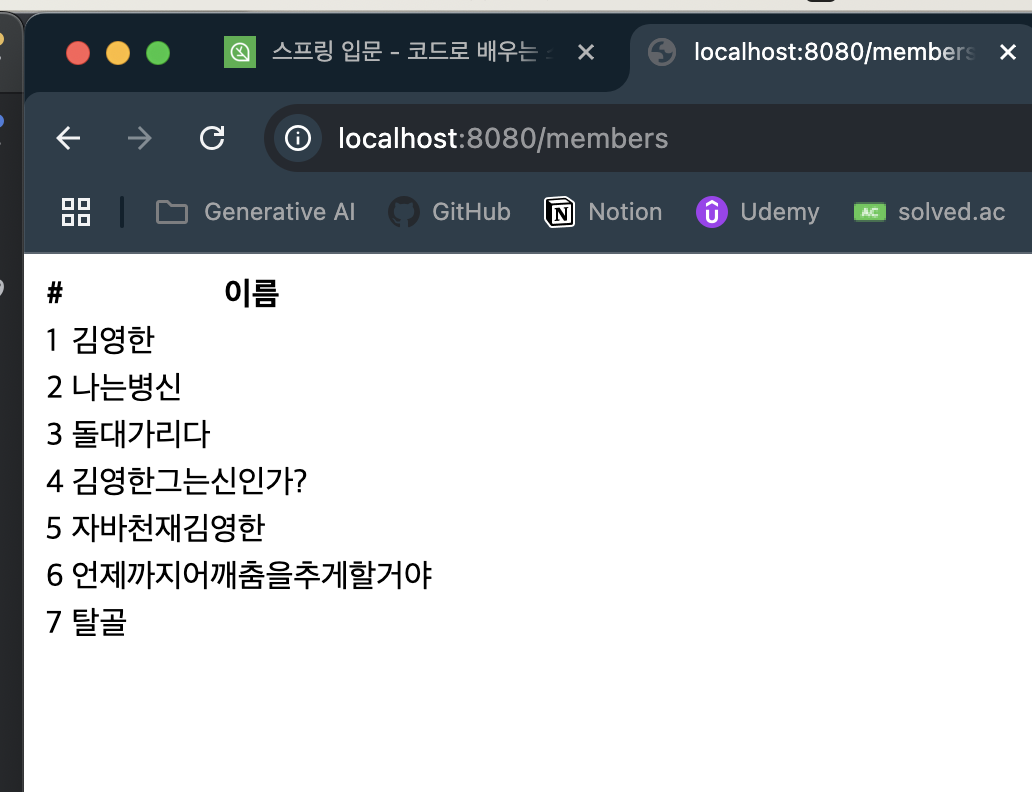 스프링 입문 - 코드로 배우는
localhost:8080/members
localhost:8080/members
Generative AI GitHub Notion Udemy solved.ac
# 이름
1 김영한
2 나는병신
3 돌대가리다
4 김영한그는신인가?
5 자바천재김영한
6 언제까지어깨춤을추게할거야
7 탈골